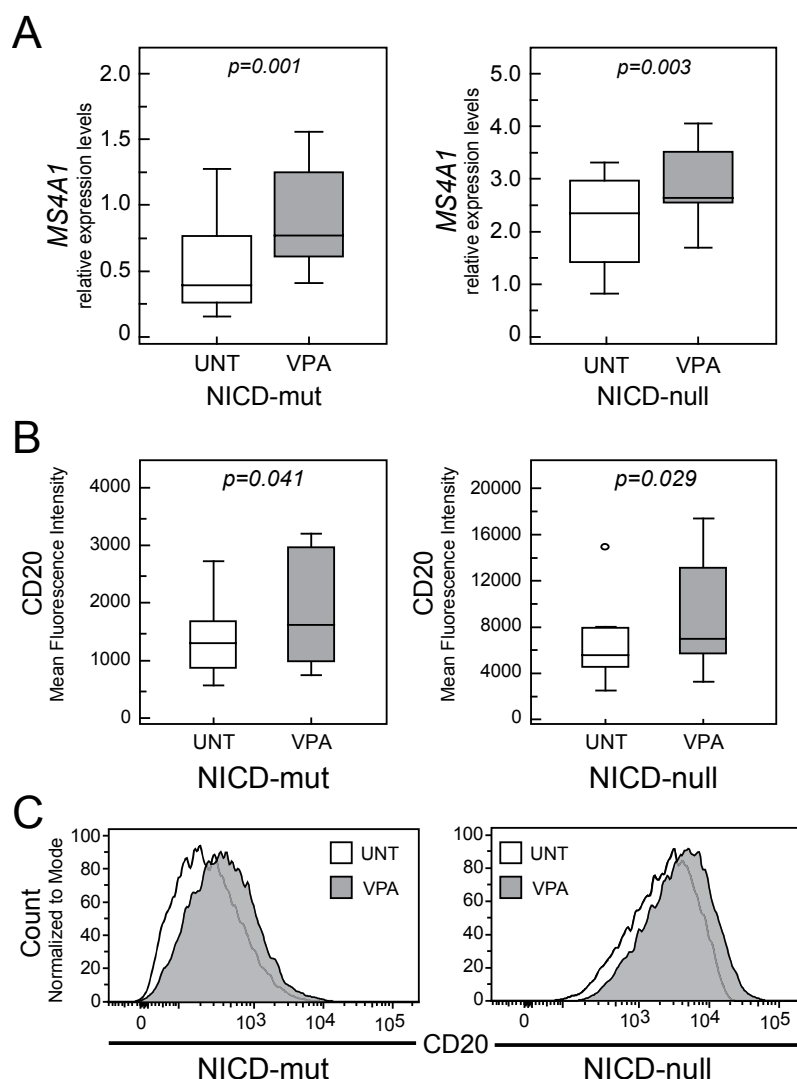 A
MS4A1
relative expression levels
2.0
1.5
1.0
0.5
0
p=0.001
UNT
VPA
NICD-mut
MS4A1
relative expression levels
5.0
4.0
3.0
2.0
1.0
0
p=0.003
UNT
VPA
NICD-null
B
CD20
Mean Fluorescence Intensity
4000
3000
2000
1000
0
p=0.041
UNT
VPA
NICD-mut
CD20
Mean Fluorescence Intensity
20000
16000
12000
8000
4000
0
p=0.029
UNT
VPA
NICD-null
C
Count
Normalized to Mode
100
80
60
40
20
0
UNT
VPA
0 10³ 10⁴ 10⁵
NICD-mut
100
80
60
40
20
0
UNT
VPA
0 10³ 10⁴ 10⁵
CD20
NICD-null